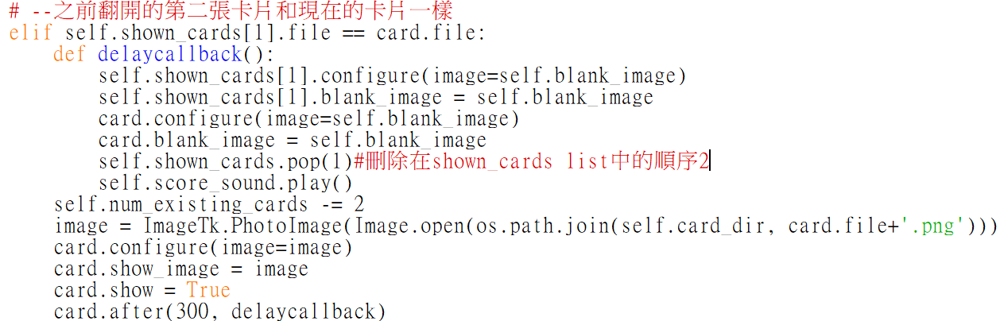 # --之前翻開的第二張卡片和現在的卡片一樣
elif self.shown_cards[1].file == card.file:
    def delaycallback():
        self.shown_cards[1].configure(image=self.blank_image)
        self.shown_cards[1].blank_image = self.blank_image
        card.configure(image=self.blank_image)
        card.blank_image = self.blank_image
        self.shown_cards.pop(1)#刪除在shown_cards list中的順序2
        self.score_sound.play()
    self.num_existing_cards -= 2
    image = ImageTk.PhotoImage(Image.open(os.path.join(self.card_dir, card.file+'.png')))
    card.configure(image=image)
    card.show_image = image
    card.show = True
    card.after(300, delaycallback)